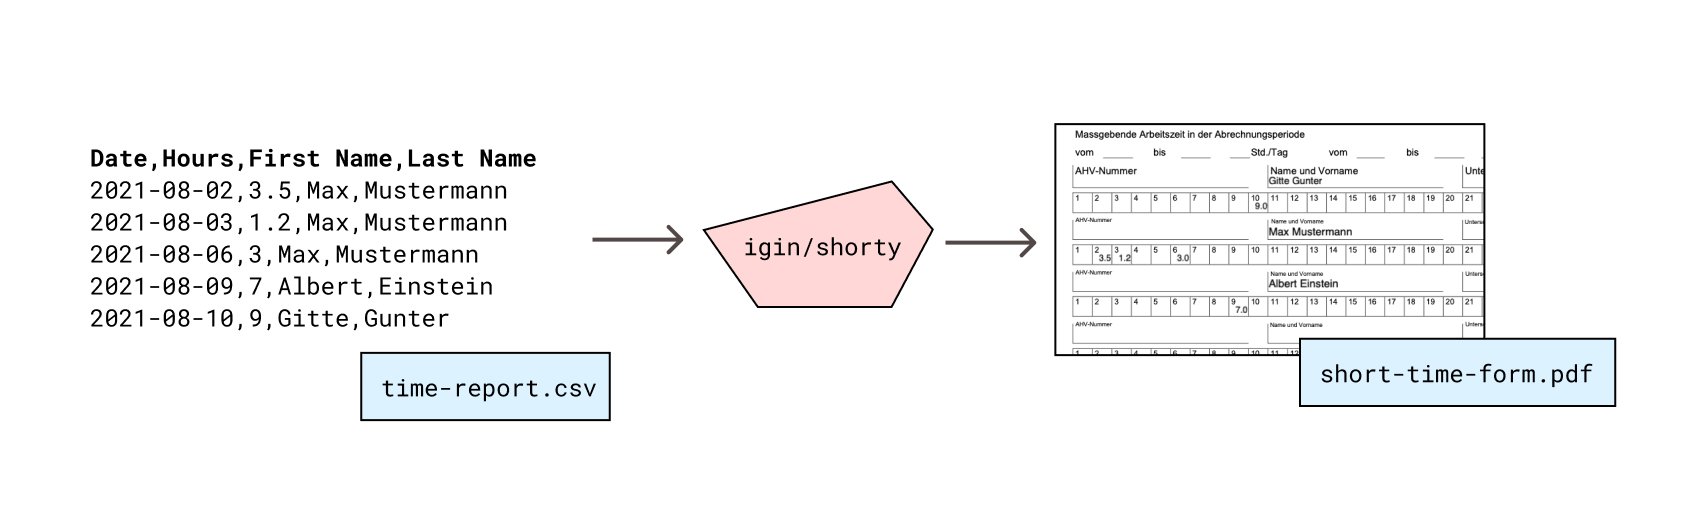 Date,Hours,First Name,Last Name
2021-08-02,3.5,Max,Mustermann
2021-08-03,1.2,Max,Mustermann
2021-08-06,3,Max,Mustermann
2021-08-09,7,Albert,Einstein
2021-08-10,9,Gitte,Gunter
time-report.csv
igin/shorty
Massgebende Arbeitszeit in der Abrechnungsperiode
vom bis Std./Tag vom bis
AHV-Nummer Name und Vorname Unte
Gitte Gunter
1 2 3 4 5 6 7 8 9 10 11 12 13 14 15 16 17 18 19 20 21
9.0
AHV-Nummer Name und Vorname Unters
Max Mustermann
1 2 3 4 5 6 7 8 9 10 11 12 13 14 15 16 17 18 19 20 21
3.5 1.2 3.0
AHV-Nummer Name und Vorname Unters
Albert Einstein
1 2 3 4 5 6 7 8 9 10 11 12 13 14 15 16 17 18 19 20 21
7.0
AHV-Nummer Name und Vorname Unters
1 2 3 4 5 6 7 8 9 10 11 12
short-time-form.pdf